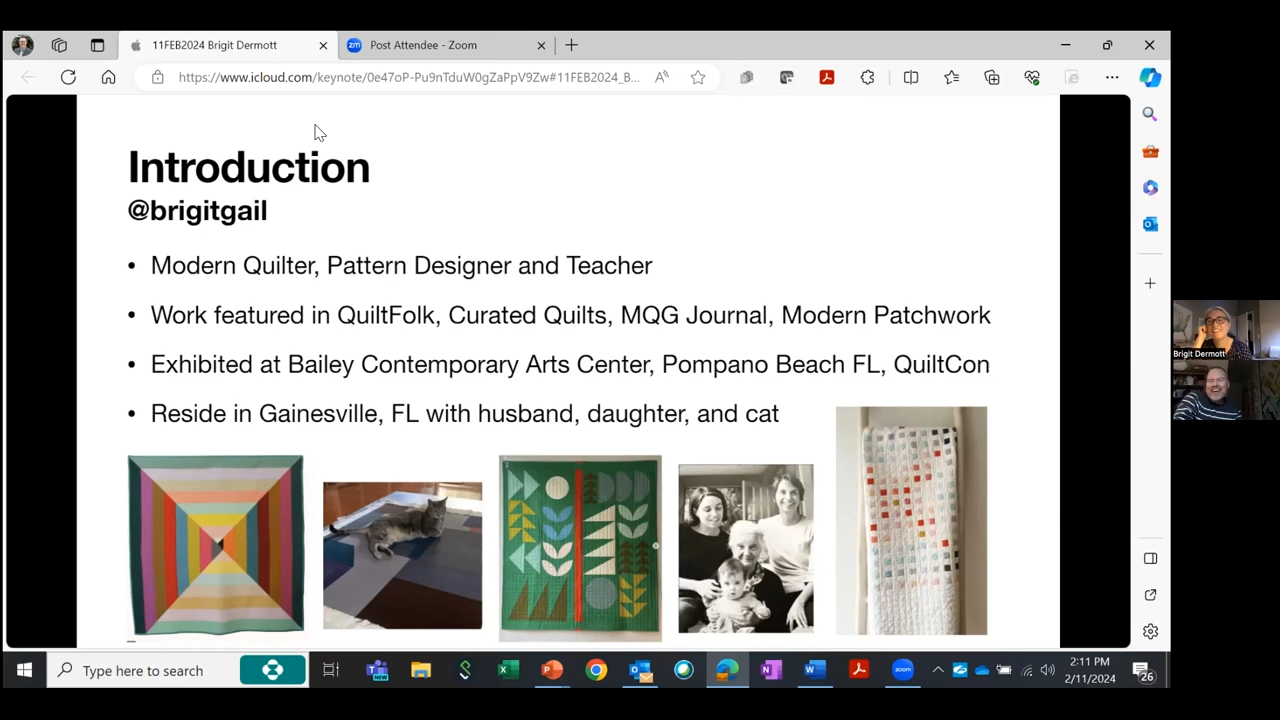 11FEB2024 Brigit Dermott
Post Attendee - Zoom
https://www.icloud.com/keynote/0e47oP-Pu9nTduW0gZaPpV9Zw#11FEB2024_B...
Introduction
@brigitgail
• Modern Quilter, Pattern Designer and Teacher
• Work featured in QuiltFolk, Curated Quilts, MQG Journal, Modern Patchwork
• Exhibited at Bailey Contemporary Arts Center, Pompano Beach FL, QuiltCon
• Reside in Gainesville, FL with husband, daughter, and cat
Brigit Dermott
Type here to search
NEW
zoom
2:11 PM
2/11/2024
26